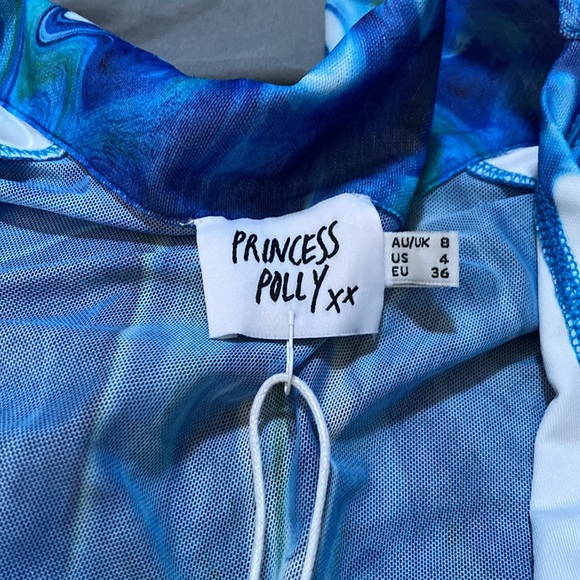 PRINCESS
POLLY xx
AU/UK 8
US 4
EU 36